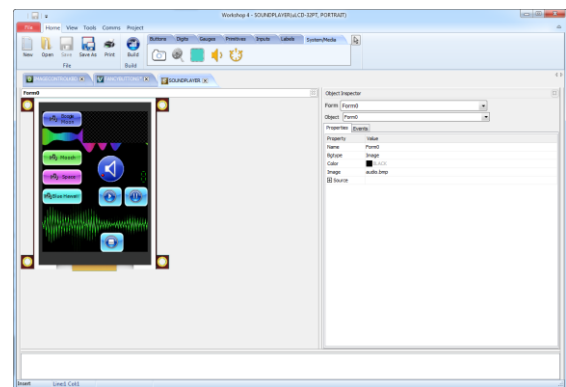 Workshop 4 - SOUNDPLAYER(uLCD-32PT, PORTRAIT)
File Home View Tools Comms Project
Buttons Digits Gauges Primitives Inputs Labels System/Media
New Open Save Save As Print Build
File Build
SOUNDPLAYER
Form0
Object Inspector
Form Form0
Object Form0
Properties Events
Property Value
Name Form0
Bgtype Image
Color BLACK
Image audio.bmp
Source
Insert Line1 Col1